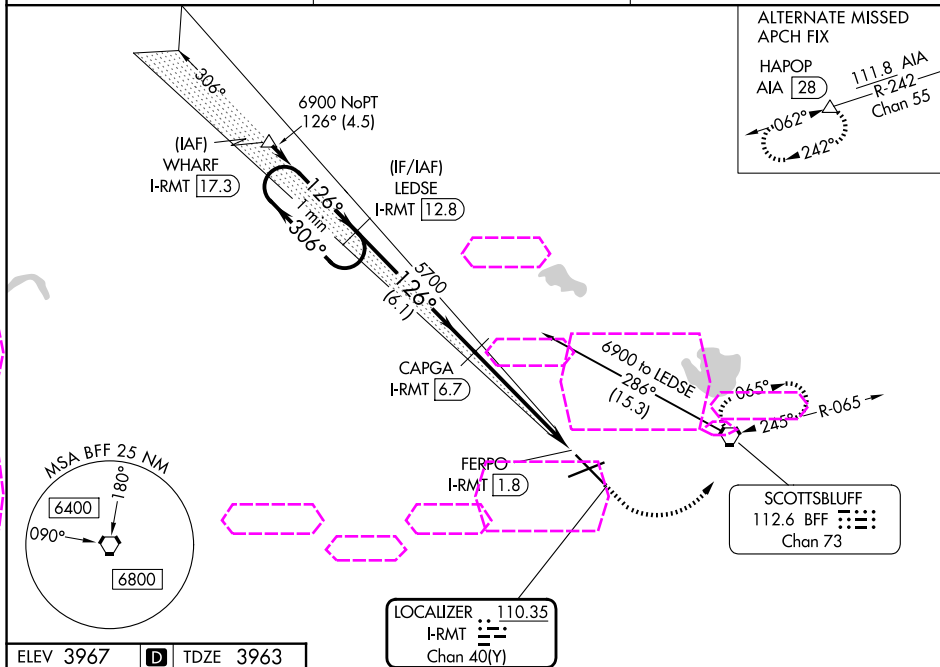 ALTERNATE MISSED
APCH FIX
HAPOP
AIA 28
111.8 AIA
R-242
Chan 55
062°
242°
306°
6900 NoPT
126° (4.5)
(IAF)
WHARF
I-RMT 17.3
(IF/IAF)
LEDSE
I-RMT 12.8
126°
1 min
306°
5700
126°
(6.1)
CAPGA
I-RMT 6.7
6900 to LEDSE
286°
(15.3)
065°
245° R-065
FERPO
I-RMT 1.8
MSA BFF 25 NM
180°
6400
090°
6800
SCOTTSBLUFF
112.6 BFF
Chan 73
LOCALIZER 110.35
I-RMT
Chan 40(Y)
ELEV 3967 D TDZE 3963